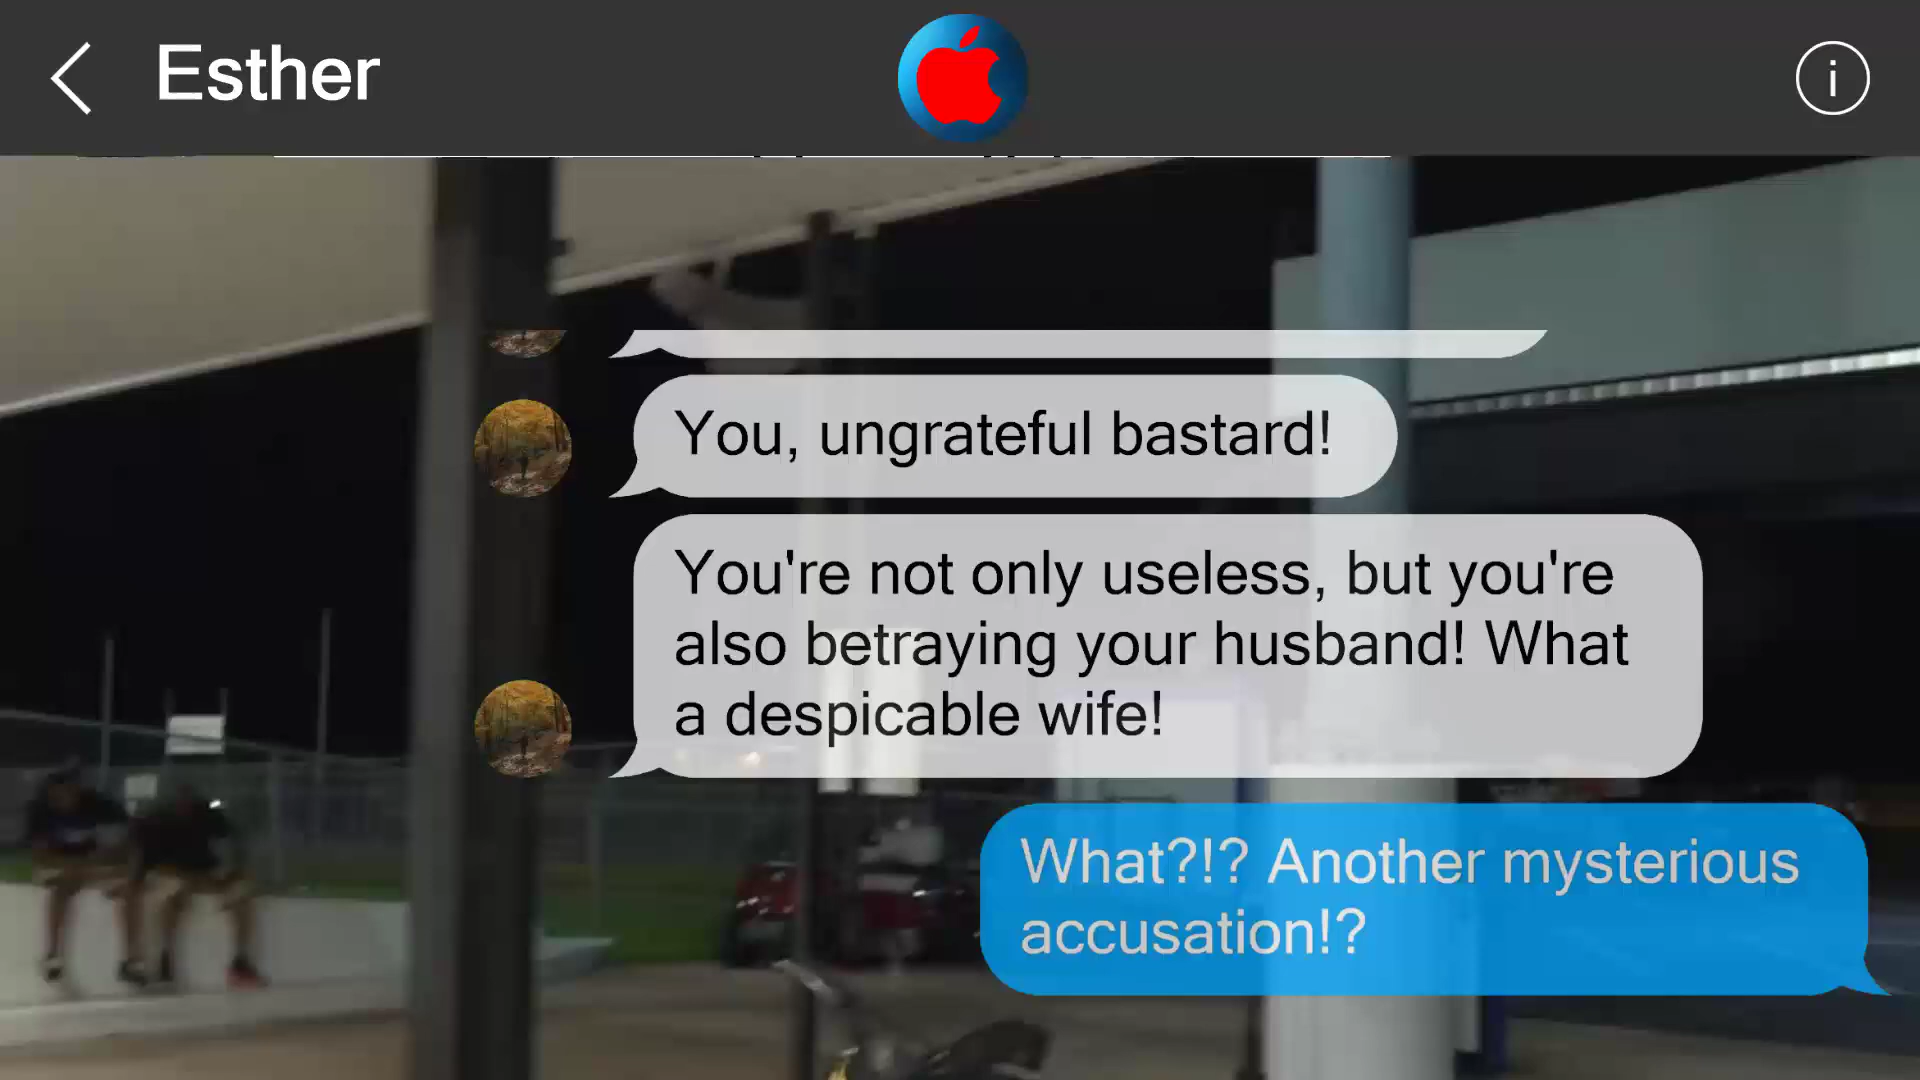 Esther
i
You, ungrateful bastard!
You're not only useless, but you're
also betraying your husband! What
a despicable wife!
What?!? Another mysterious
accusation!?